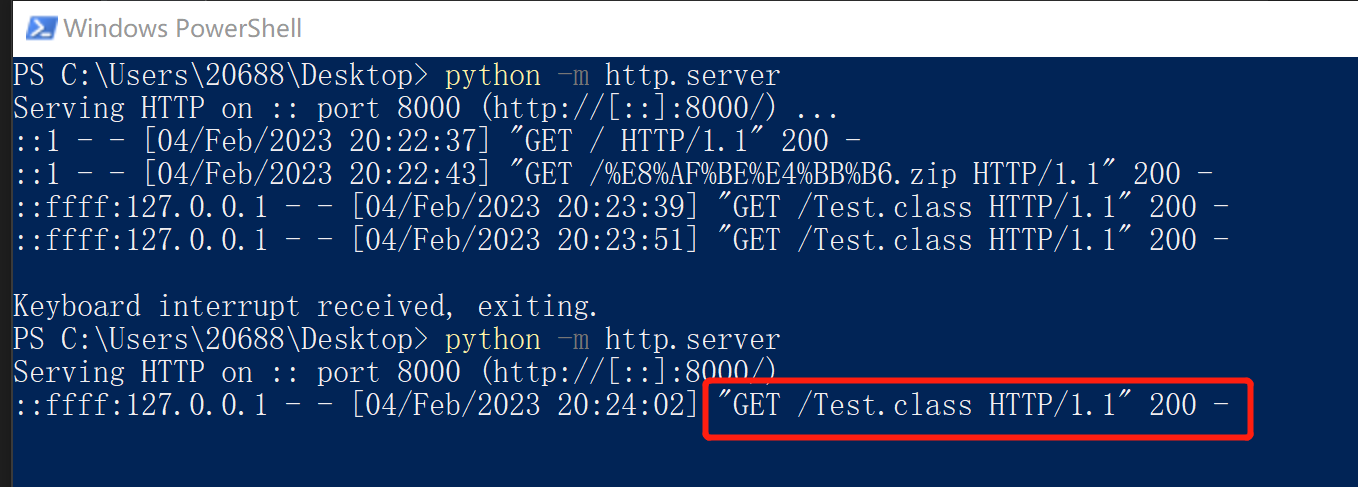 Windows PowerShell
PS C:\Users\20688\Desktop> python -m http.server
Serving HTTP on :: port 8000 (http://[::]:8000/) ...
::1 - - [04/Feb/2023 20:22:37] "GET / HTTP/1.1" 200 -
::1 - - [04/Feb/2023 20:22:43] "GET /%E8%AF%BE%E4%BB%B6.zip HTTP/1.1" 200 -
::ffff:127.0.0.1 - - [04/Feb/2023 20:23:39] "GET /Test.class HTTP/1.1" 200 -
::ffff:127.0.0.1 - - [04/Feb/2023 20:23:51] "GET /Test.class HTTP/1.1" 200 -
Keyboard interrupt received, exiting.
PS C:\Users\20688\Desktop> python -m http.server
Serving HTTP on :: port 8000 (http://[::]:8000/)
::ffff:127.0.0.1 - - [04/Feb/2023 20:24:02] "GET /Test.class HTTP/1.1" 200 -